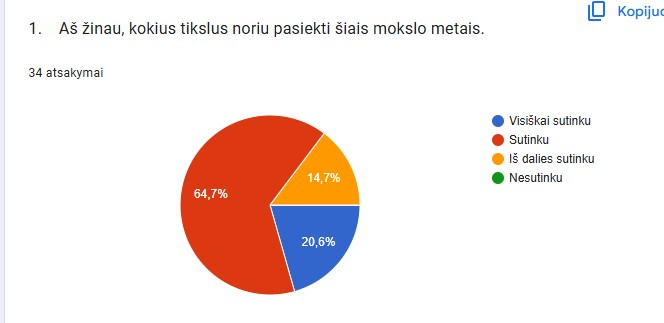 Kopijuo
1. Aš žinau, kokius tikslus noriu pasiekti šiais mokslo metais.
34 atsakymai
Visiškai sutinku
Sutinku
Iš dalies sutinku
Nesutinku
64,7%
14,7%
20,6%